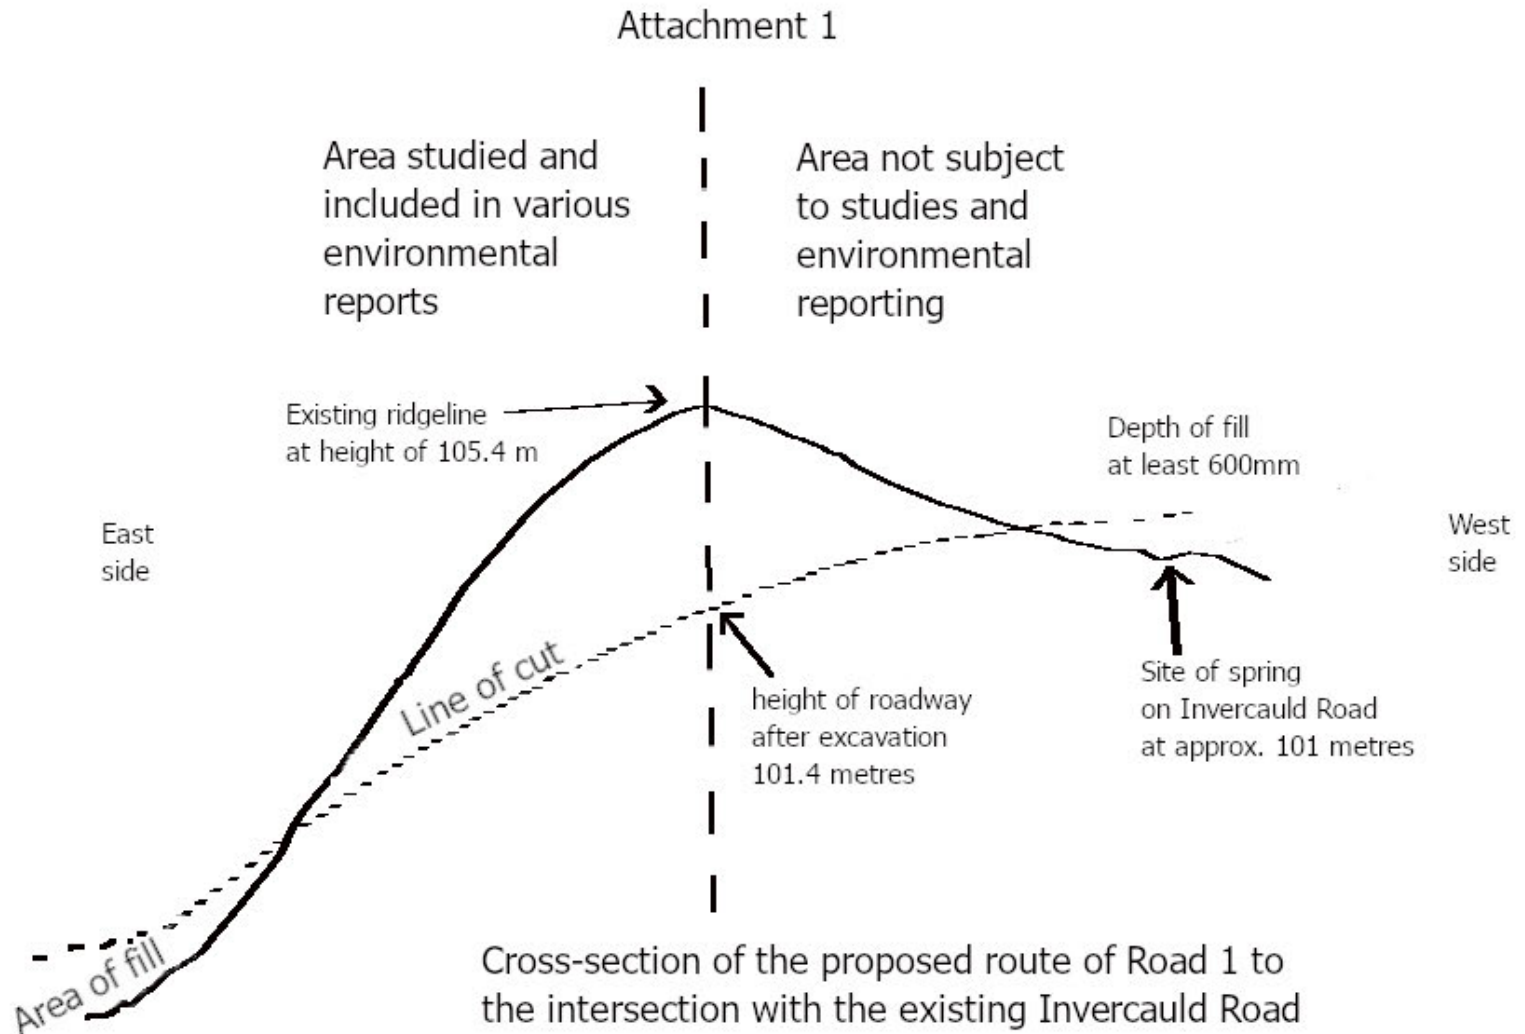 Attachment 1
Area studied and
included in various
environmental
reports
Area not subject
to studies and
environmental
reporting
Existing ridgeline
at height of 105.4 m
Depth of fill
at least 600mm
East
side
West
side
Line of cut
height of roadway
after excavation
101.4 metres
Site of spring
on Invercauld Road
at approx. 101 metres
Area of fill
Cross-section of the proposed route of Road 1 to
the intersection with the existing Invercauld Road